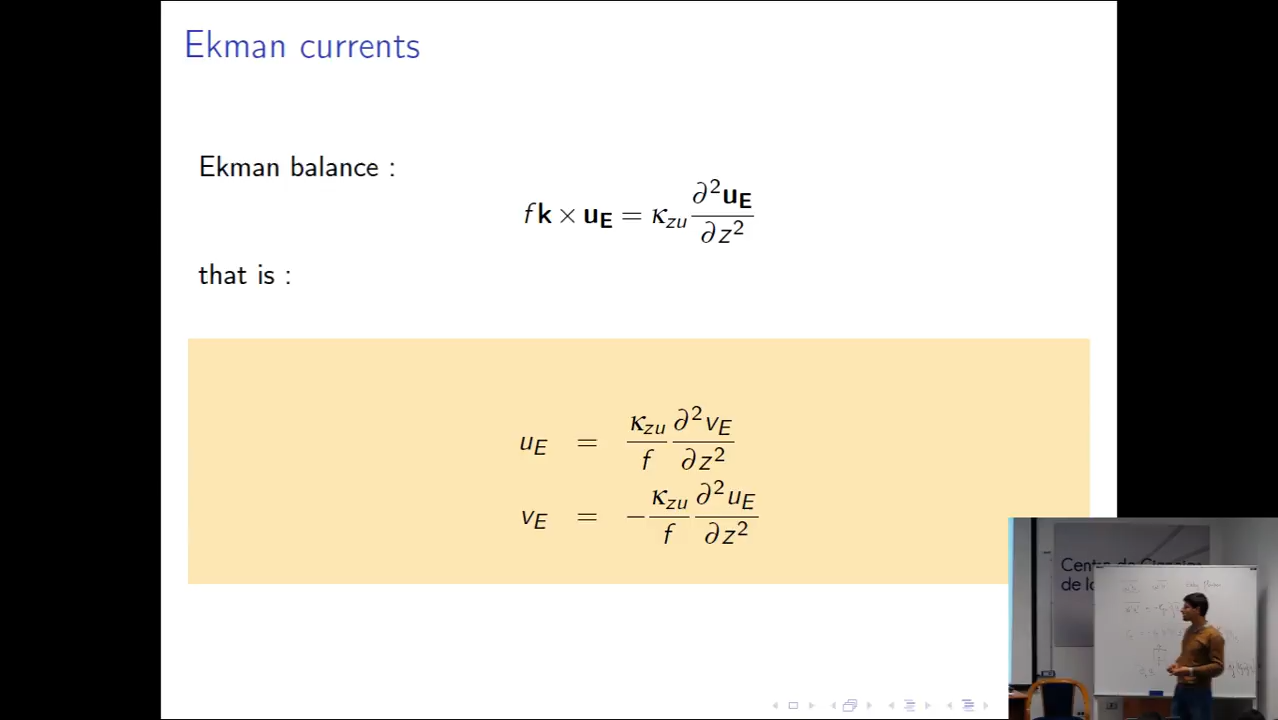 Ekman currents
Ekman balance :
f𝐤 × 𝐮_𝐄 = κ_zu ∂²𝐮_𝐄/∂z²
that is :
u_E = κ_zu/f ∂²v_E/∂z²
v_E = −κ_zu/f ∂²u_E/∂z²
de l